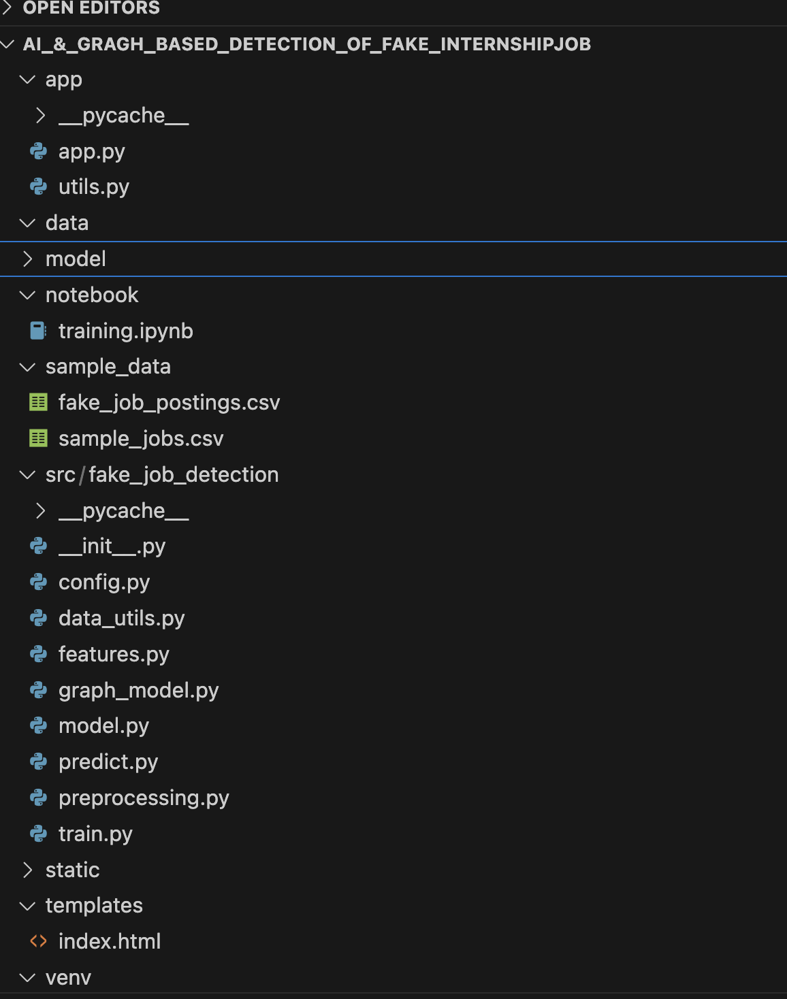 OPEN EDITORS
AI_&_GRAGH_BASED_DETECTION_OF_FAKE_INTERNSHIPJOB
app
__pycache__
app.py
utils.py
data
model
notebook
training.ipynb
sample_data
fake_job_postings.csv
sample_jobs.csv
src/fake_job_detection
__pycache__
__init__.py
config.py
data_utils.py
features.py
graph_model.py
model.py
predict.py
preprocessing.py
train.py
static
templates
index.html
venv